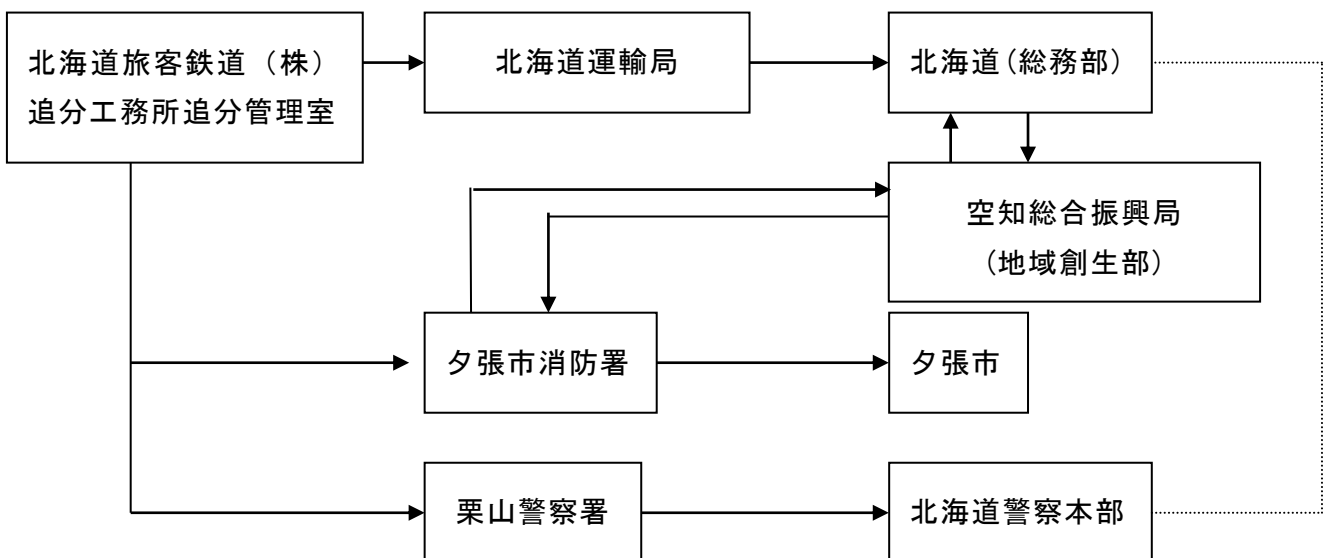 北海道旅客鉄道（株）
追分工務所追分管理室
北海道運輸局
北海道（総務部）
空知総合振興局
（地域創生部）
夕張市消防署
夕張市
栗山警察署
北海道警察本部